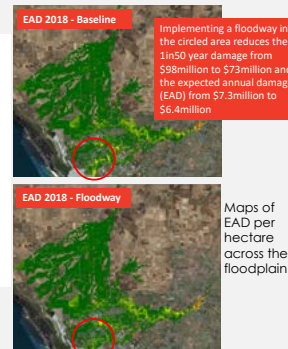 EAD 2018 - Baseline
Implementing a floodway in
the circled area reduces the
1in50 year damage from
$98million to $73million and
the expected annual damage
(EAD) from $7.3million to
$6.4million
EAD 2018 - Floodway
Maps of
EAD per
hectare
across the
floodplain